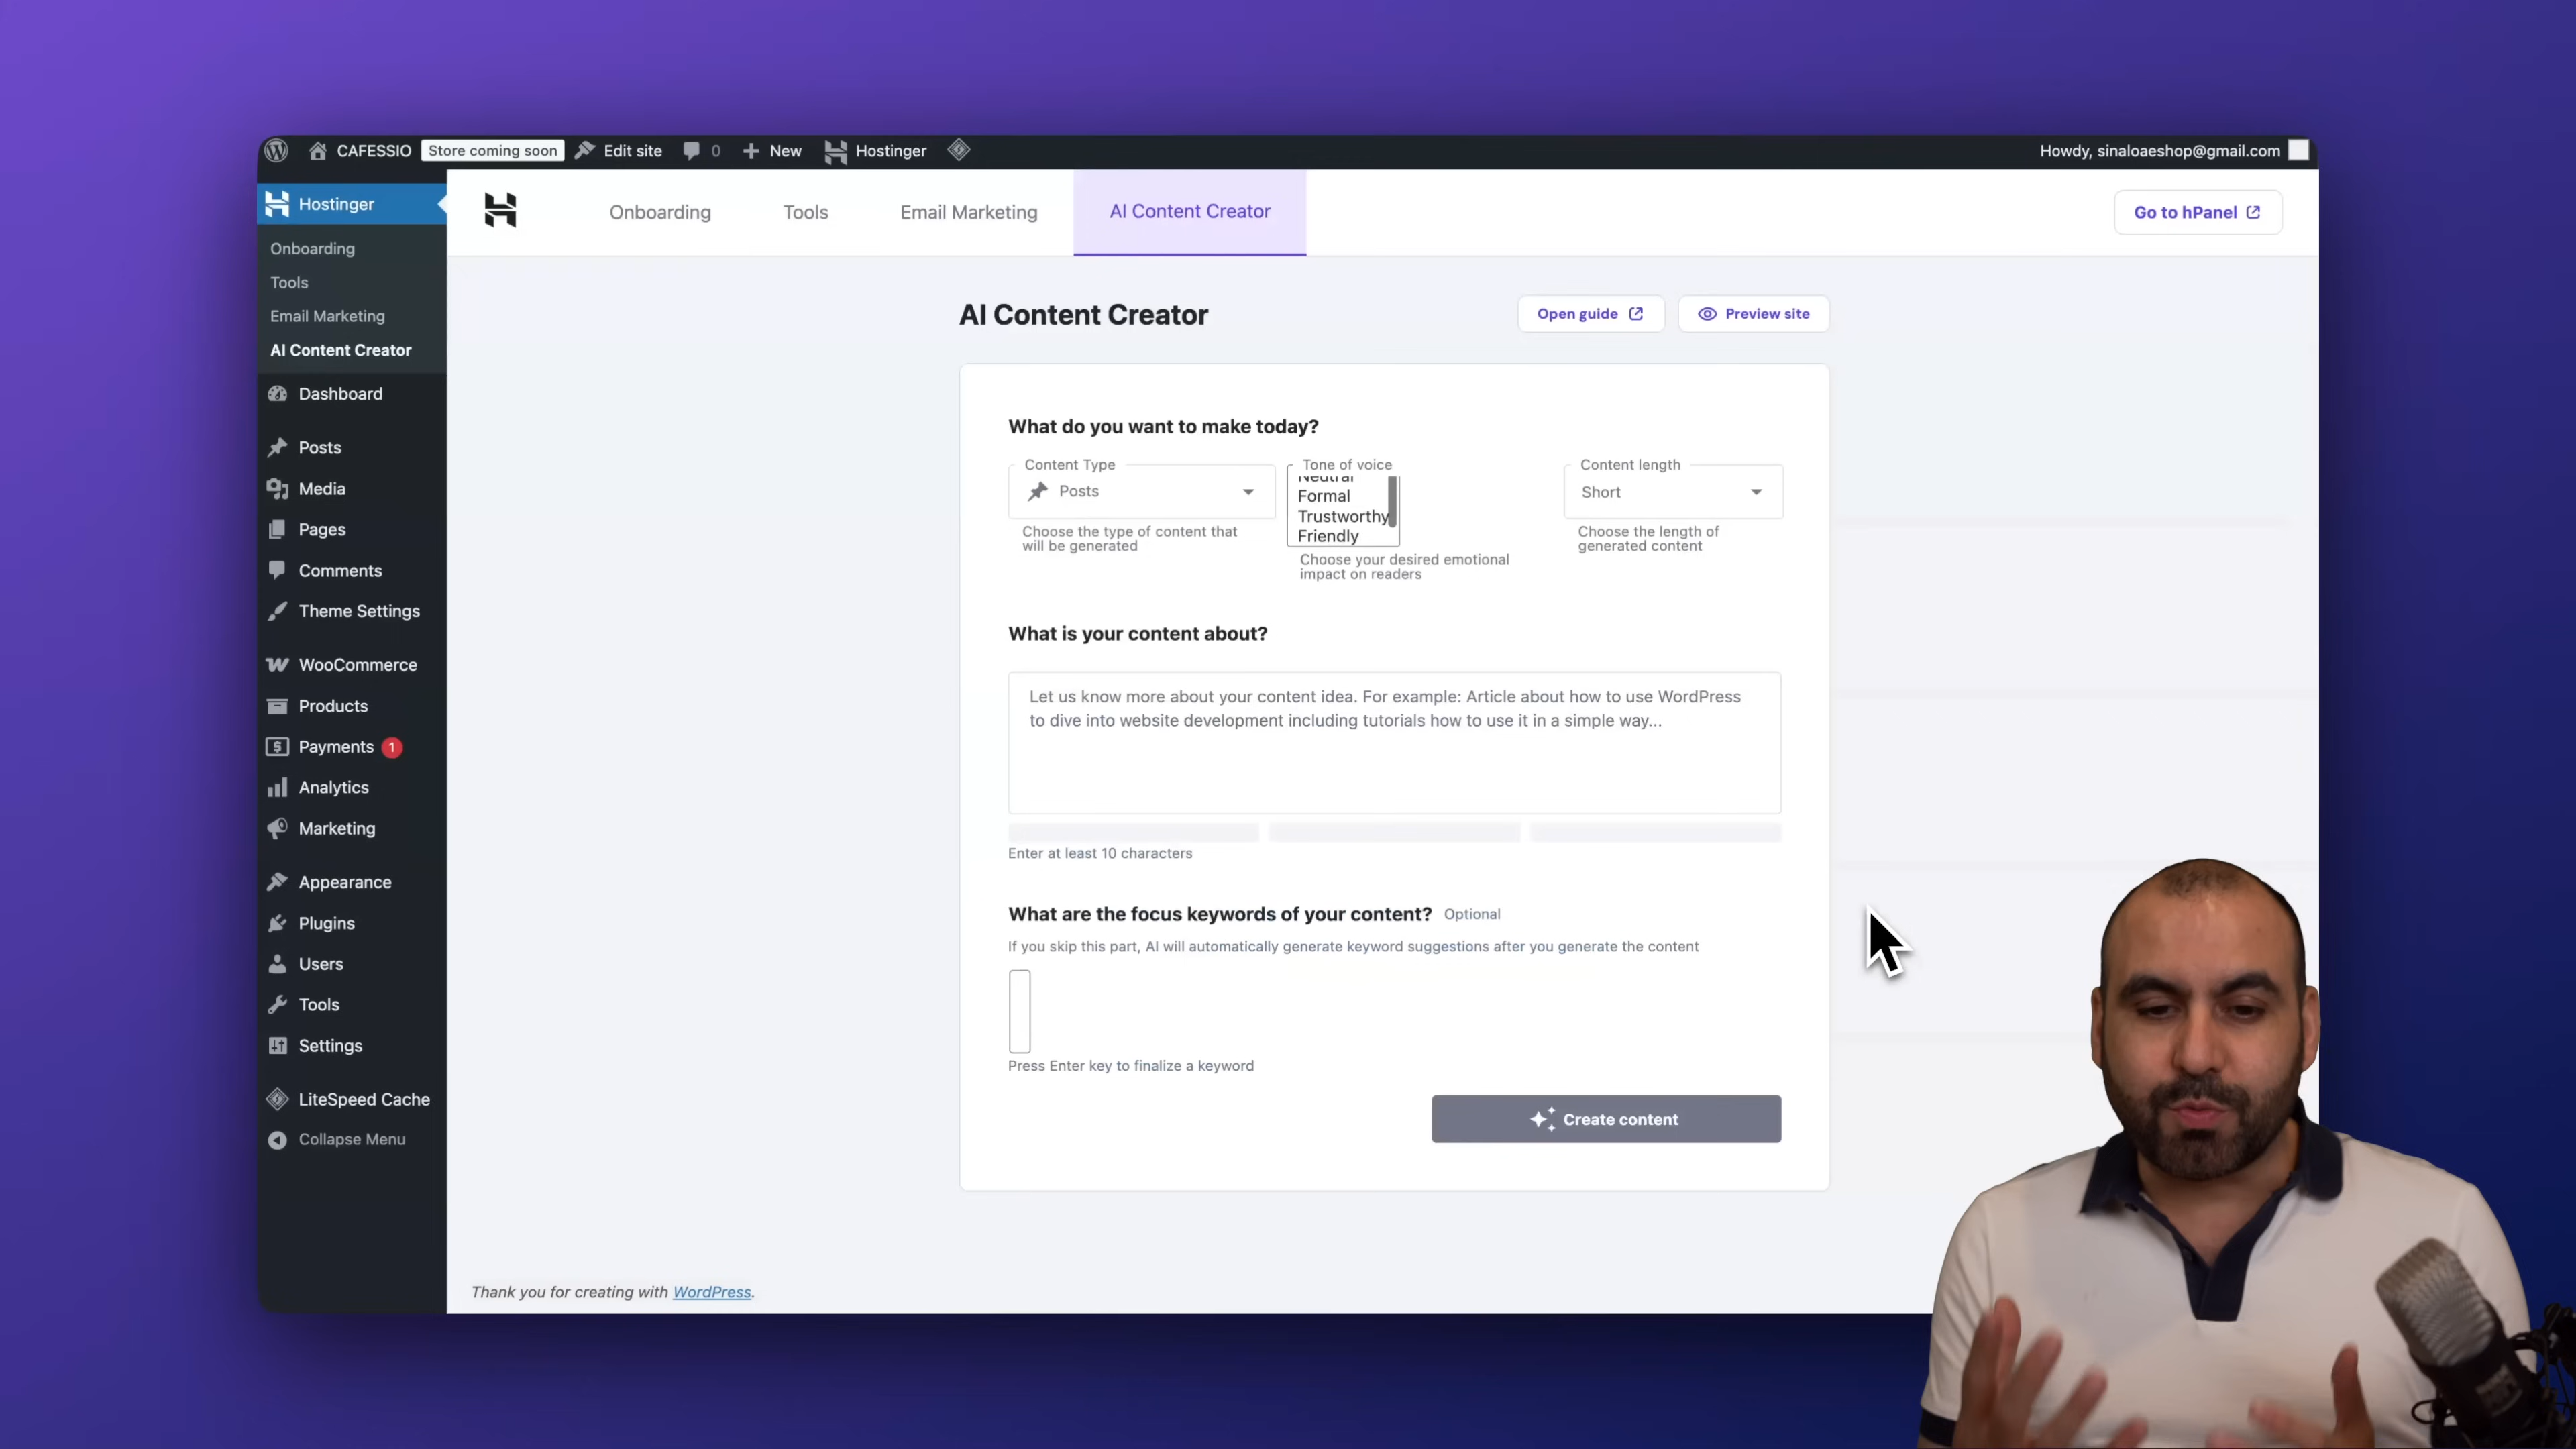 CAFESSIO
Store coming soon
Edit site
0
New
Hostinger
Howdy, sinaloaeshop@gmail.com
Hostinger
Onboarding
Tools
Email Marketing
AI Content Creator
Dashboard
Posts
Media
Pages
Comments
Theme Settings
WooCommerce
Products
Payments 1
Analytics
Marketing
Appearance
Plugins
Users
Tools
Settings
LiteSpeed Cache
Collapse Menu
Onboarding
Tools
Email Marketing
AI Content Creator
Go to hPanel
AI Content Creator
Open guide
Preview site
What do you want to make today?
Content Type
Posts
Choose the type of content that
will be generated
Tone of voice
Neutral
Formal
Trustworthy
Friendly
Choose your desired emotional
impact on readers
Content length
Short
Choose the length of
generated content
What is your content about?
Let us know more about your content idea. For example: Article about how to use WordPress
to dive into website development including tutorials how to use it in a simple way...
Enter at least 10 characters
What are the focus keywords of your content? Optional
If you skip this part, AI will automatically generate keyword suggestions after you generate the content
Press Enter key to finalize a keyword
Create content
Thank you for creating with WordPress.